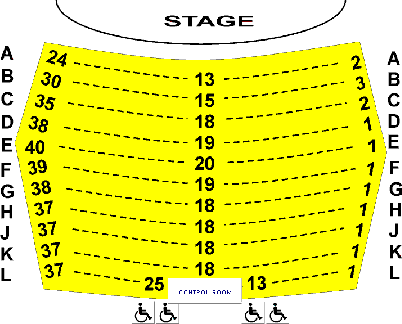 STAGE
A 24 13 2 A
B 30 15 3 B
C 35 18 2 C
D 38 19 1 D
E 40 20 1 E
F 39 19 1 F
G 38 18 1 G
H 37 18 1 H
J 37 18 1 J
K 37 18 1 K
L 37 25 CONTROL ROOM 13 1 L